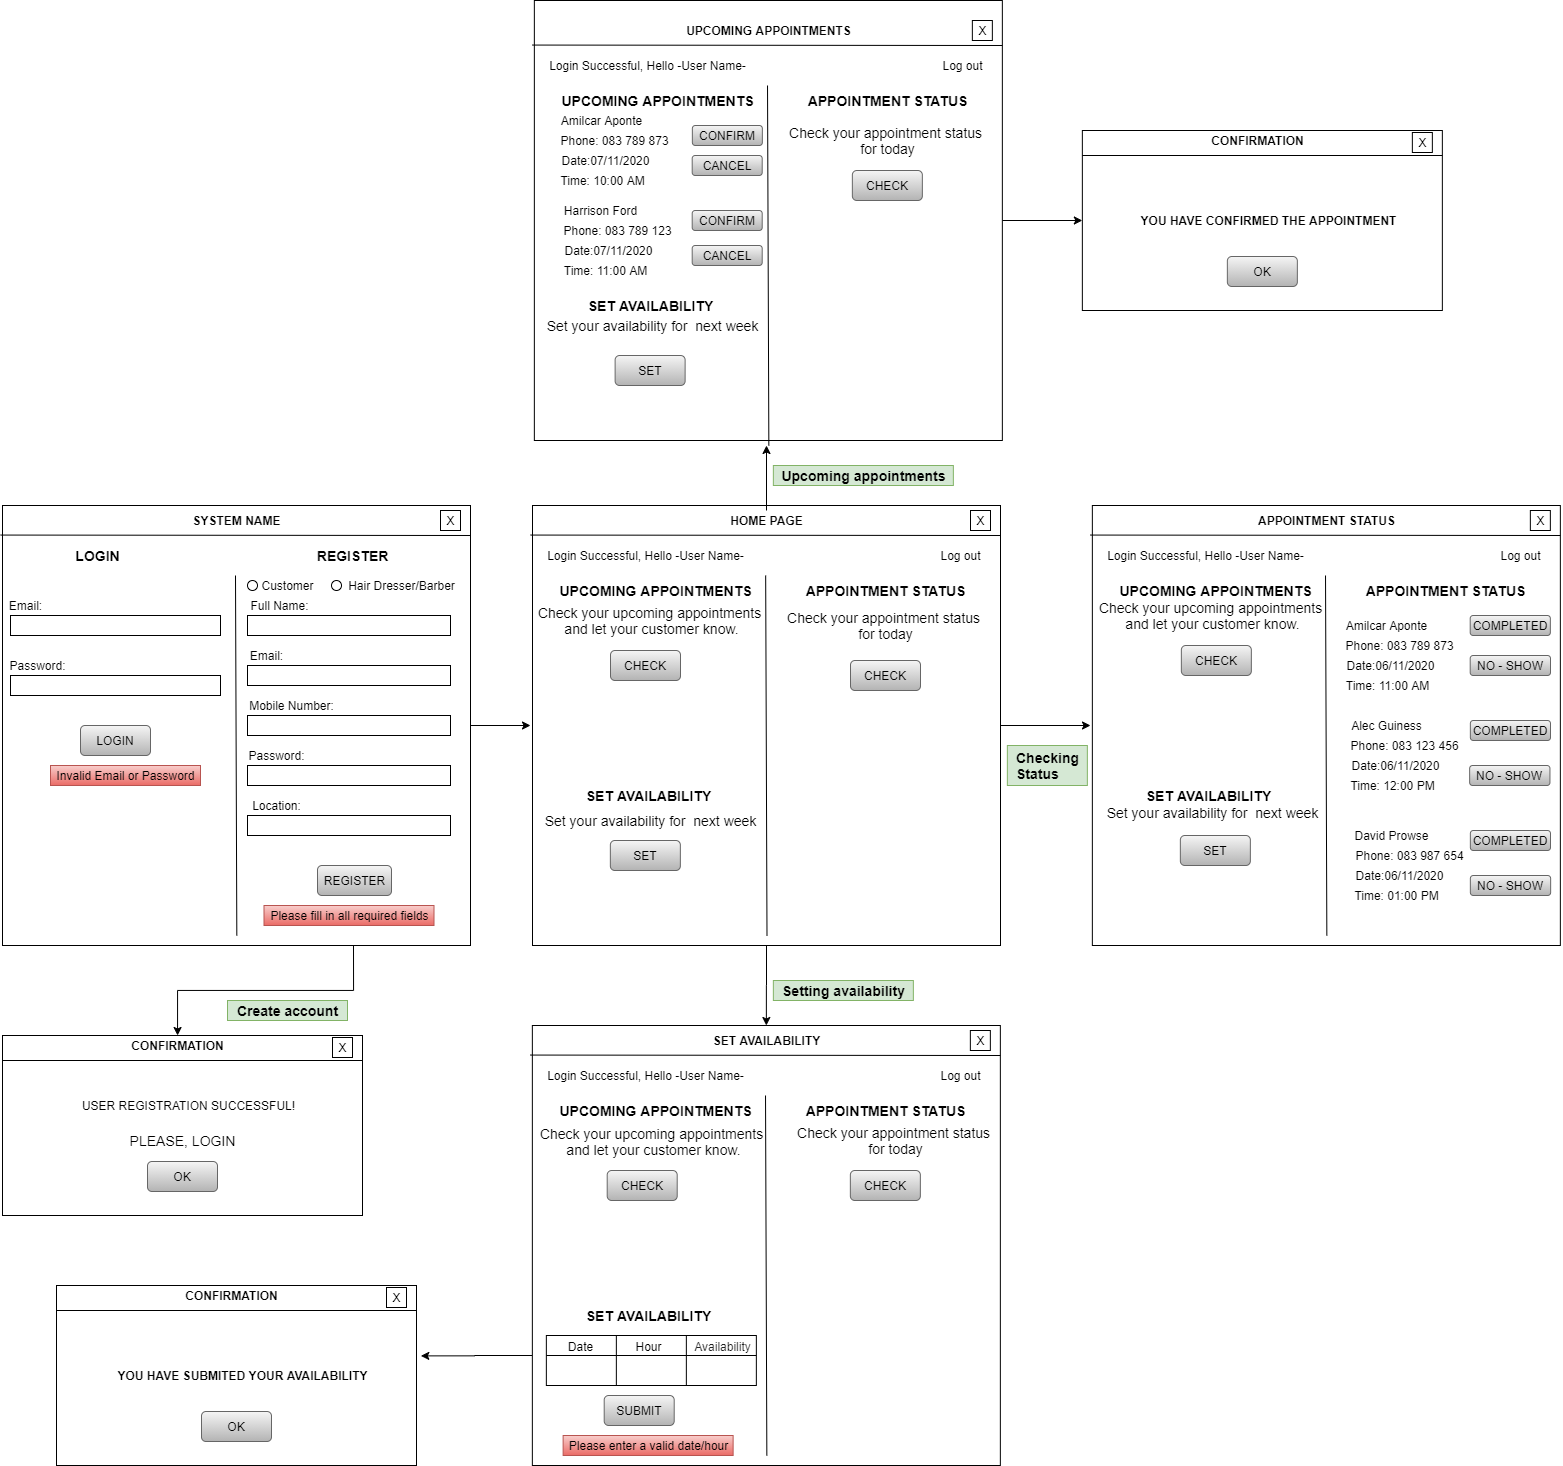 UPCOMING APPOINTMENTS
X
Login Successful, Hello -User Name-
Log out
UPCOMING APPOINTMENTS
Amilcar Aponte
Phone: 083 789 873
Date:07/11/2020
Time: 10:00 AM
CONFIRM
CANCEL
Harrison Ford
Phone: 083 789 123
Date:07/11/2020
Time: 11:00 AM
CONFIRM
CANCEL
SET AVAILABILITY
Set your availability for  next week
SET
APPOINTMENT STATUS
Check your appointment status
for today
CHECK
CONFIRMATION
X
YOU HAVE CONFIRMED THE APPOINTMENT
OK
Upcoming appointments
SYSTEM NAME
X
LOGIN
Email:
Password:
LOGIN
Invalid Email or Password
REGISTER
Customer
Hair Dresser/Barber
Full Name:
Email:
Mobile Number:
Password:
Location:
REGISTER
Please fill in all required fields
HOME PAGE
X
Login Successful, Hello -User Name-
Log out
UPCOMING APPOINTMENTS
Check your upcoming appointments
and let your customer know.
CHECK
SET AVAILABILITY
Set your availability for  next week
SET
APPOINTMENT STATUS
Check your appointment status
for today
CHECK
Checking
Status
APPOINTMENT STATUS
X
Login Successful, Hello -User Name-
Log out
UPCOMING APPOINTMENTS
Check your upcoming appointments
and let your customer know.
CHECK
SET AVAILABILITY
Set your availability for  next week
SET
APPOINTMENT STATUS
Amilcar Aponte
Phone: 083 789 873
Date:06/11/2020
Time: 11:00 AM
COMPLETED
NO - SHOW
Alec Guiness
Phone: 083 123 456
Date:06/11/2020
Time: 12:00 PM
COMPLETED
NO - SHOW
David Prowse
Phone: 083 987 654
Date:06/11/2020
Time: 01:00 PM
COMPLETED
NO - SHOW
Create account
CONFIRMATION
X
USER REGISTRATION SUCCESSFUL!
PLEASE, LOGIN
OK
Setting availability
SET AVAILABILITY
X
Login Successful, Hello -User Name-
Log out
UPCOMING APPOINTMENTS
Check your upcoming appointments
and let your customer know.
CHECK
APPOINTMENT STATUS
Check your appointment status
for today
CHECK
SET AVAILABILITY
Date Hour Availability
SUBMIT
Please enter a valid date/hour
CONFIRMATION
X
YOU HAVE SUBMITED YOUR AVAILABILITY
OK